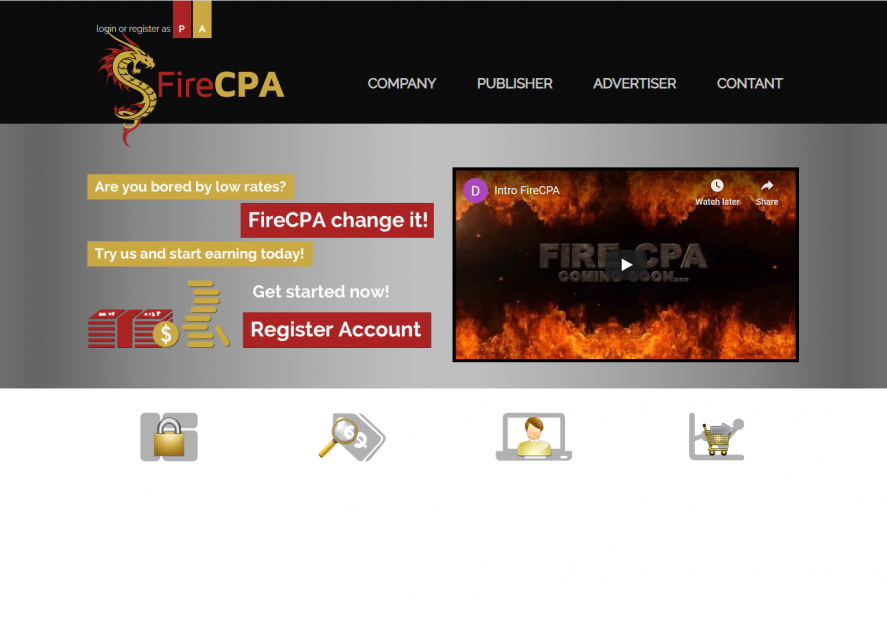 login or register as P A
FireCPA
COMPANY PUBLISHER ADVERTISER CONTANT
Are you bored by low rates?
FireCPA change it!
Try us and start earning today!
Get started now!
Register Account
$
D Intro FireCPA
Watch later Share
FIRE CPA
COMING SOON...